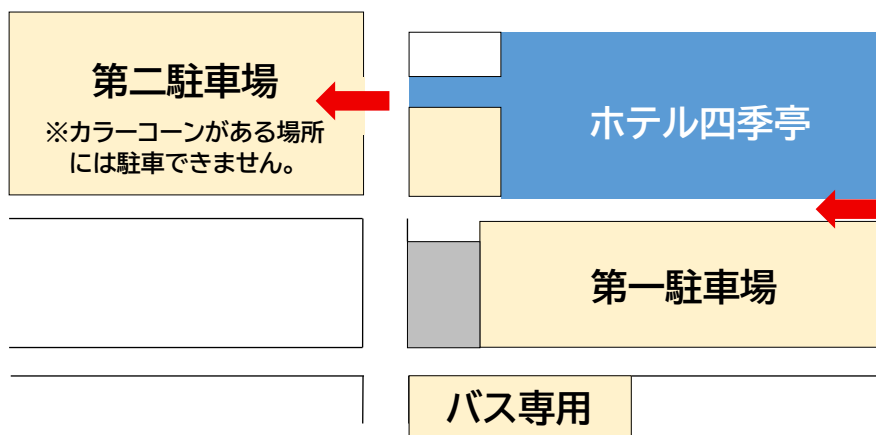 第二駐車場
※カラーコーンがある場所
には駐車できません。
ホテル四季亭
第一駐車場
バス専用